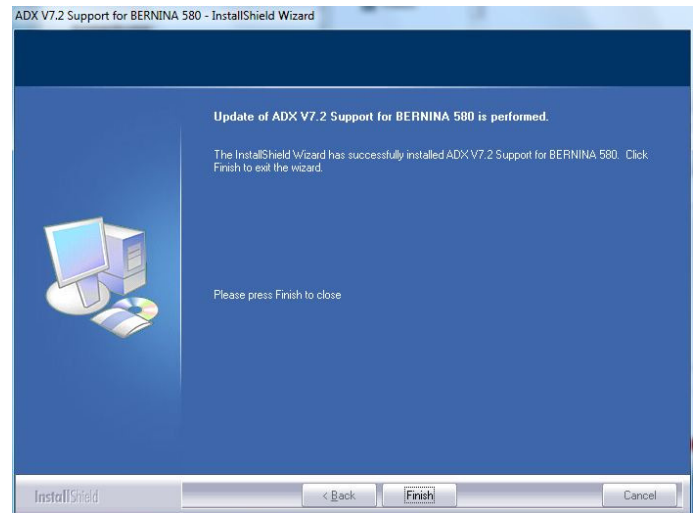 ADX V7.2 Support for BERNINA 580 - InstallShield Wizard
Update of ADX V7.2 Support for BERNINA 580 is performed.
The InstallShield Wizard has successfully installed ADX V7.2 Support for BERNINA 580. Click
Finish to exit the wizard.
Please press Finish to close
InstallShield
< Back
Finish
Cancel